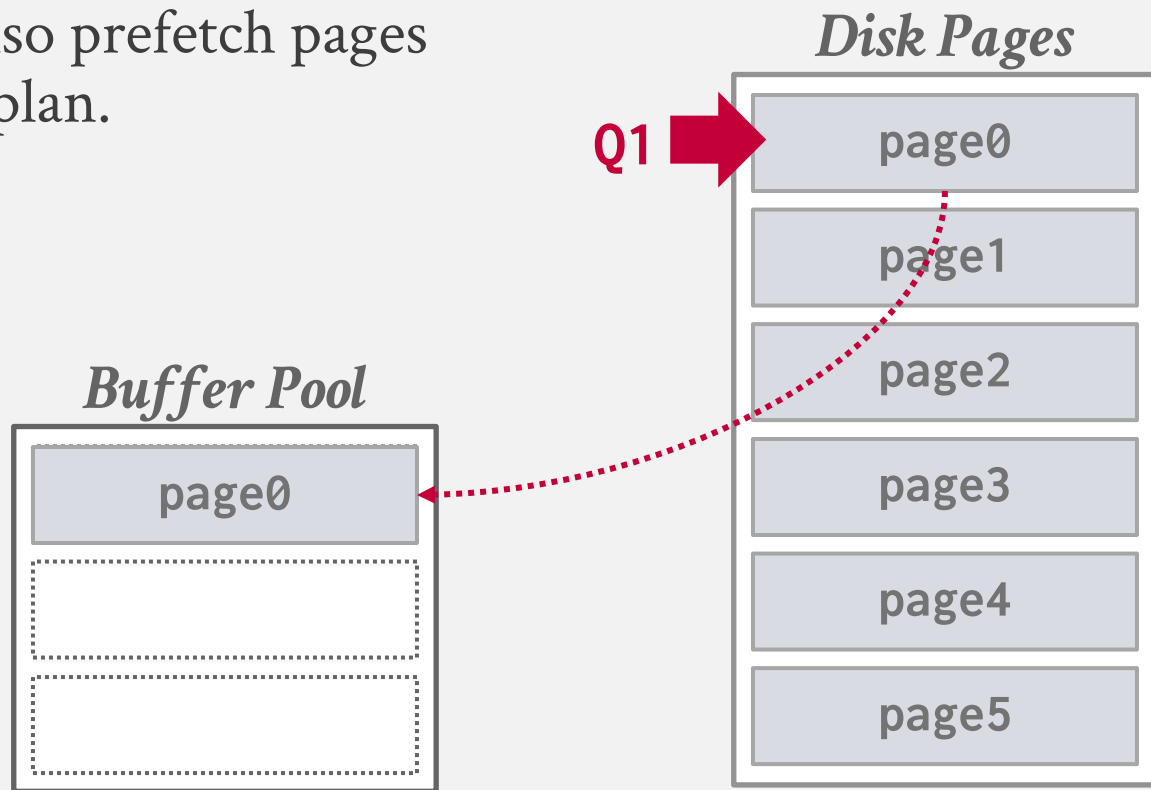 so prefetch pages
plan.
Disk Pages
Q1
page0
page1
page2
page3
page4
page5
Buffer Pool
page0